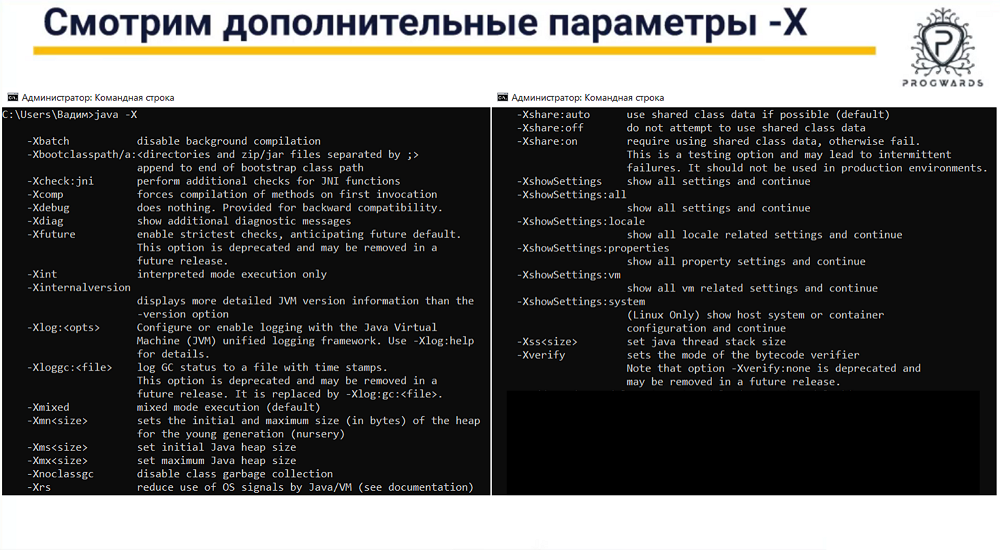 Смотрим дополнительные параметры -X
PROGWARDS
Администратор: Командная строка
C:\Users\Вадим>java -X
-Xbatch disable background compilation
-Xbootclasspath/a:<directories and zip/jar files separated by ;>
append to end of bootstrap class path
-Xcheck:jni perform additional checks for JNI functions
-Xcomp forces compilation of methods on first invocation
-Xdebug does nothing. Provided for backward compatibility.
-Xdiag show additional diagnostic messages
-Xfuture enable strictest checks, anticipating future default.
This option is deprecated and may be removed in a
future release.
-Xint interpreted mode execution only
-Xinternalversion
displays more detailed JVM version information than the
-version option
-Xlog:<opts> Configure or enable logging with the Java Virtual
Machine (JVM) unified logging framework. Use -Xlog:help
for details.
-Xloggc:<file> log GC status to a file with time stamps.
This option is deprecated and may be removed in a
future release. It is replaced by -Xlog:gc:<file>.
-Xmixed mixed mode execution (default)
-Xmn<size> sets the initial and maximum size (in bytes) of the heap
for the young generation (nursery)
-Xms<size> set initial Java heap size
-Xmx<size> set maximum Java heap size
-Xnoclassgc disable class garbage collection
-Xrs reduce use of OS signals by Java/VM (see documentation)
Администратор: Командная строка
-Xshare:auto use shared class data if possible (default)
-Xshare:off do not attempt to use shared class data
-Xshare:on require using shared class data, otherwise fail.
This is a testing option and may lead to intermittent
failures. It should not be used in production environments.
-XshowSettings show all settings and continue
-XshowSettings:all
show all settings and continue
-XshowSettings:locale
show all locale related settings and continue
-XshowSettings:properties
show all property settings and continue
-XshowSettings:vm
show all vm related settings and continue
-XshowSettings:system
(Linux Only) show host system or container
configuration and continue
-Xss<size> set java thread stack size
-Xverify sets the mode of the bytecode verifier
Note that option -Xverify:none is deprecated and
may be removed in a future release.